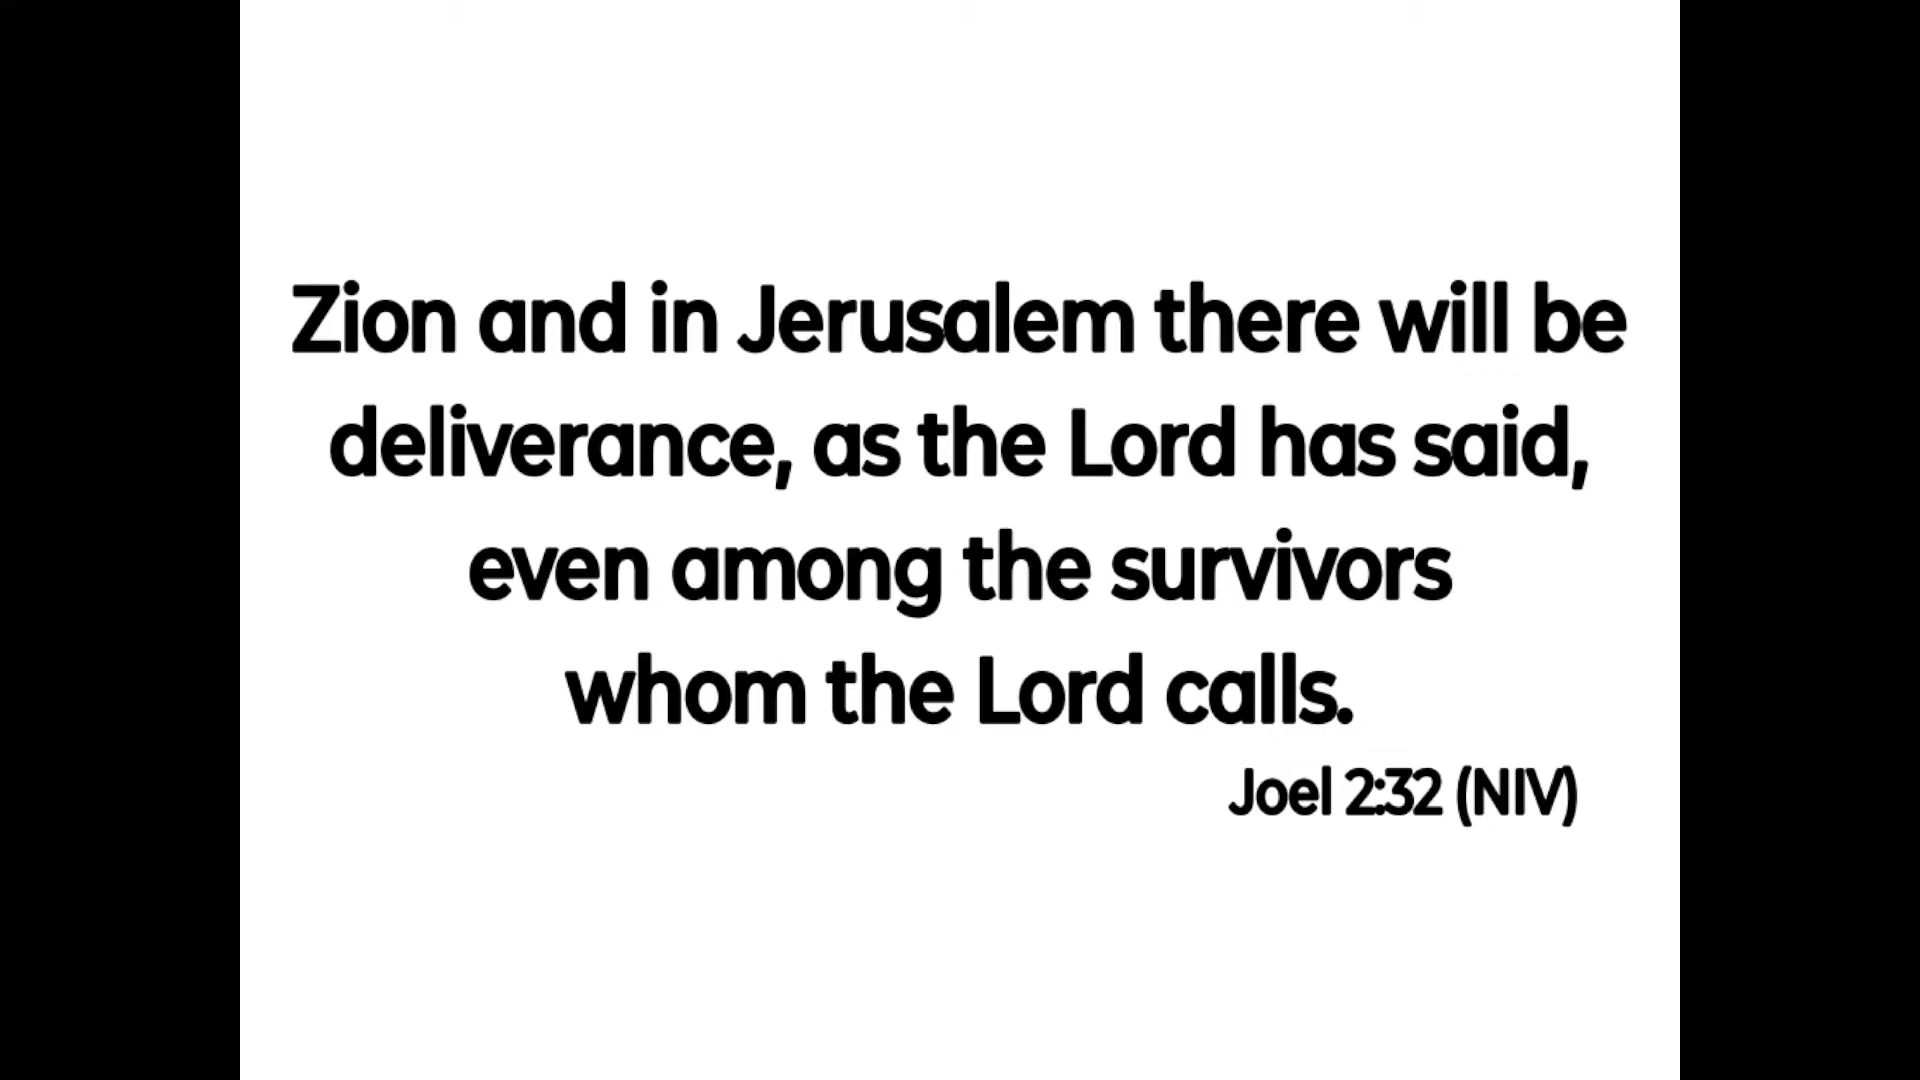 Zion and in Jerusalem there will be
deliverance, as the Lord has said,
even among the survivors
whom the Lord calls.
Joel 2:32 (NIV)